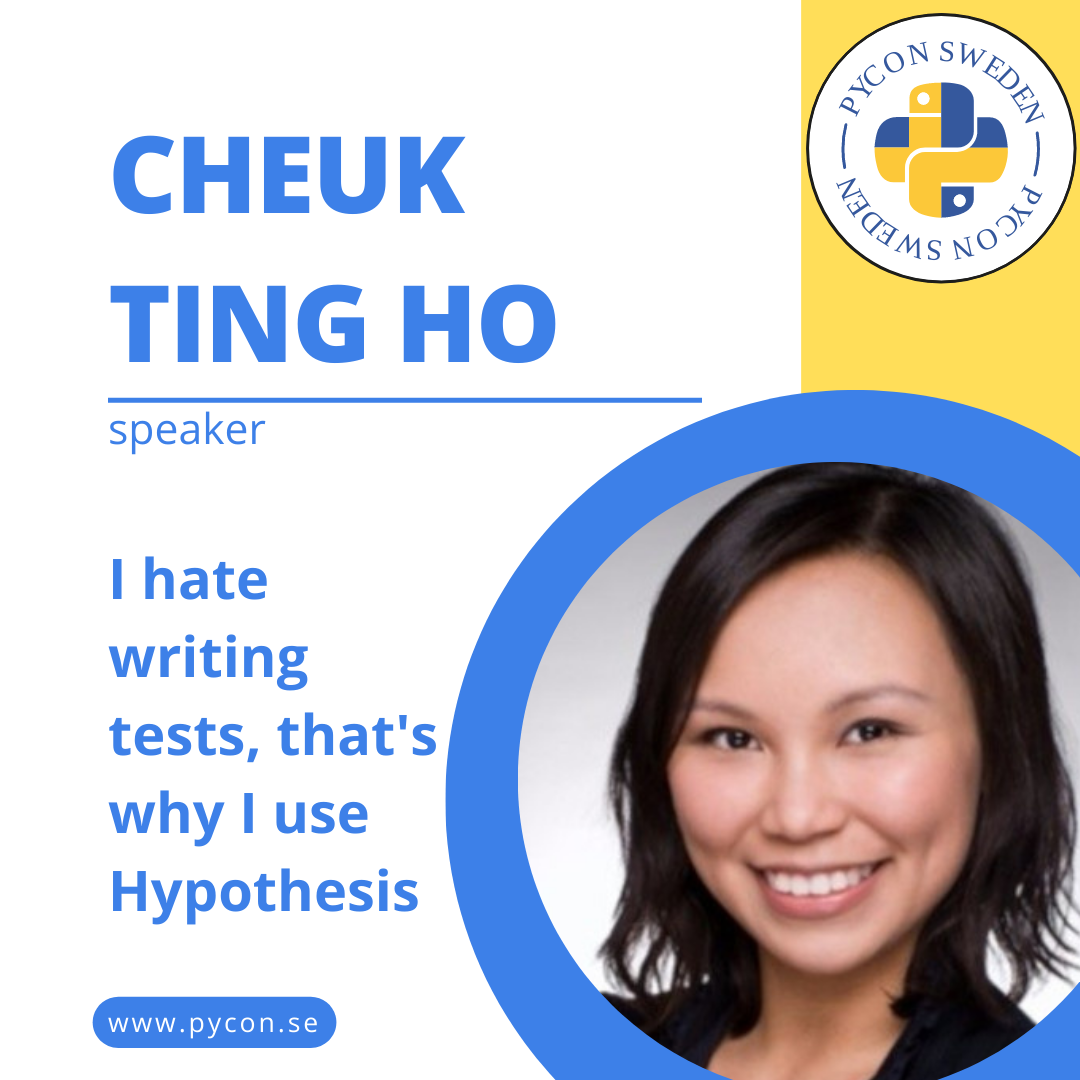 PYCON SWEDEN
PYCON SWEDEN
CHEUK
TING HO
speaker
I hate
writing
tests, that's
why I use
Hypothesis
www.pycon.se